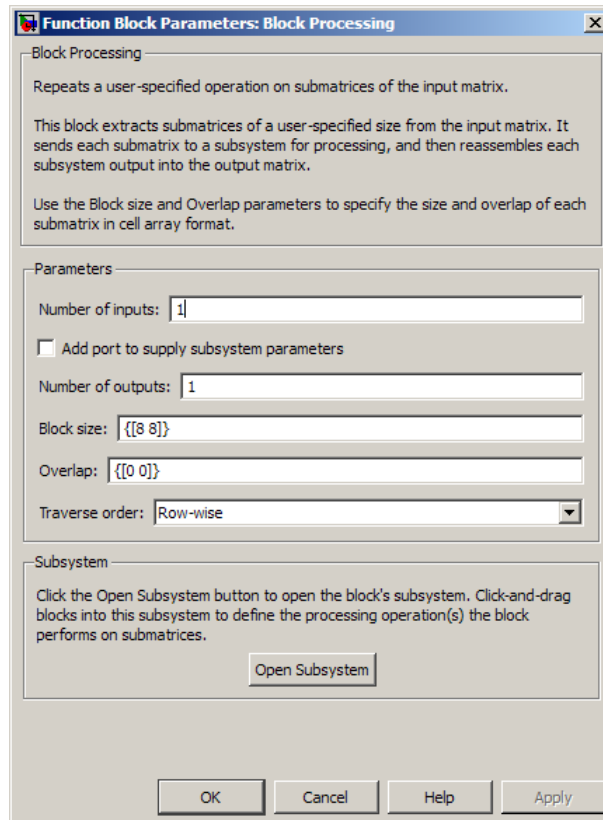 Function Block Parameters: Block Processing
Block Processing
Repeats a user-specified operation on submatrices of the input matrix.
This block extracts submatrices of a user-specified size from the input matrix. It
sends each submatrix to a subsystem for processing, and then reassembles each
subsystem output into the output matrix.
Use the Block size and Overlap parameters to specify the size and overlap of each
submatrix in cell array format.
Parameters
Number of inputs: 1
Add port to supply subsystem parameters
Number of outputs: 1
Block size: {[8 8]}
Overlap: {[0 0]}
Traverse order: Row-wise
Subsystem
Click the Open Subsystem button to open the block's subsystem. Click-and-drag
blocks into this subsystem to define the processing operation(s) the block
performs on submatrices.
Open Subsystem
OK Cancel Help Apply